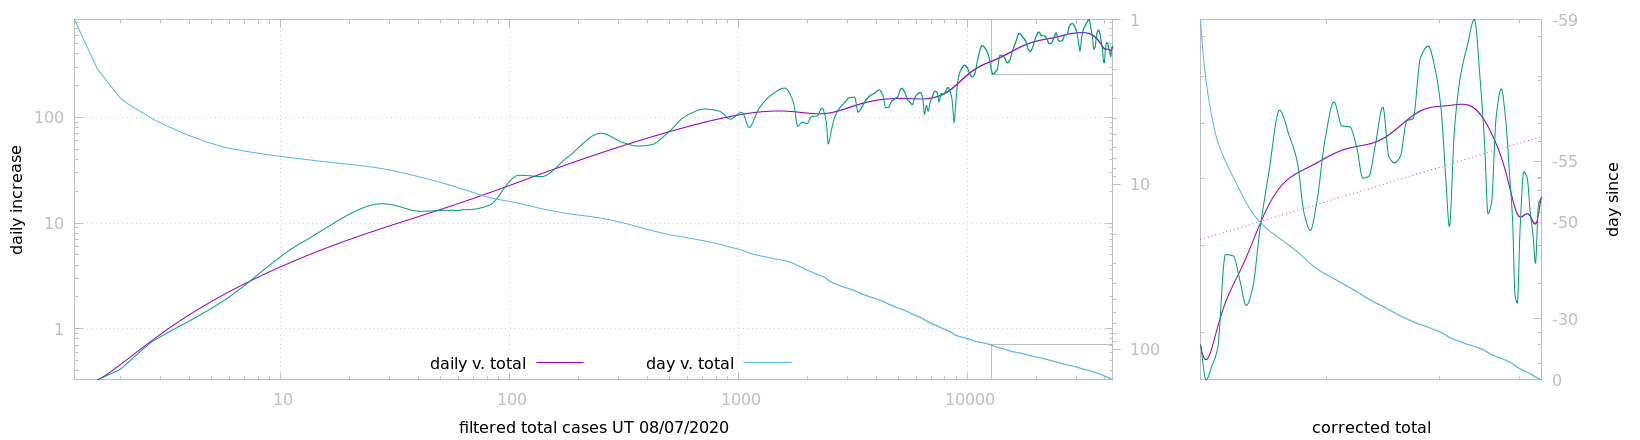 daily increase
100
10
1
10
100
1000
10000
1
10
100
daily v. total
day v. total
filtered total cases UT 08/07/2020
-59
-55
-50
-30
0
day since
corrected total